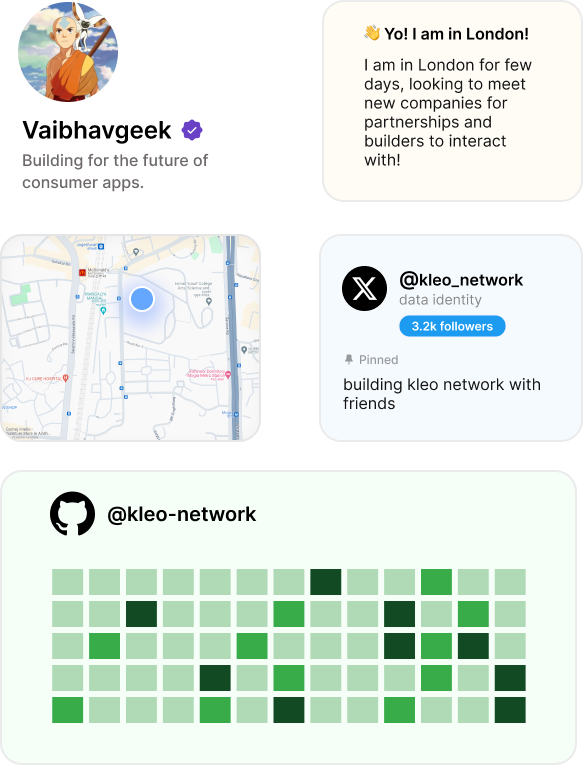 Vaibhavgeek
Building for the future of
consumer apps.
👋 Yo! I am in London!
I am in London for few
days, looking to meet
new companies for
partnerships and
builders to interact
with!
McDonald's
@kleo_network
data identity
3.2k followers
Pinned
building kleo network with
friends
@kleo-network